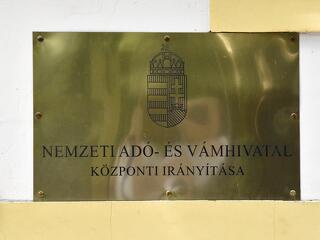 NEMZETI ADÓ- ÉS VÁMHIVATAL
KÖZPONTI IRÁNYÍTÁSA